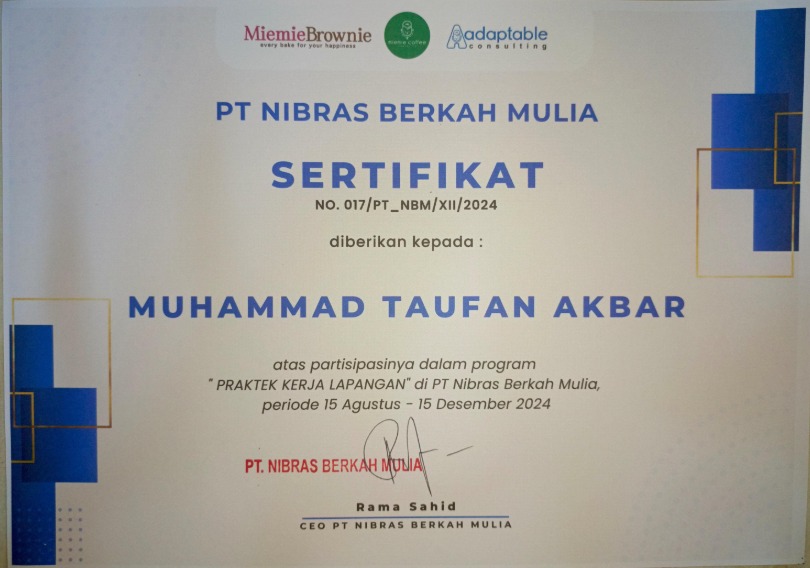 MiemieBrownie
every bake for your happiness
mieme coffee
adaptable
consulting
PT NIBRAS BERKAH MULIA
SERTIFIKAT
NO. 017/PT_NBM/XII/2024
diberikan kepada :
MUHAMMAD TAUFAN AKBAR
atas partisipasinya dalam program
" PRAKTEK KERJA LAPANGAN" di PT Nibras Berkah Mulia,
periode 15 Agustus - 15 Desember 2024
PT. NIBRAS BERKAH MULIA
Rama Sahid
CEO PT NIBRAS BERKAH MULIA